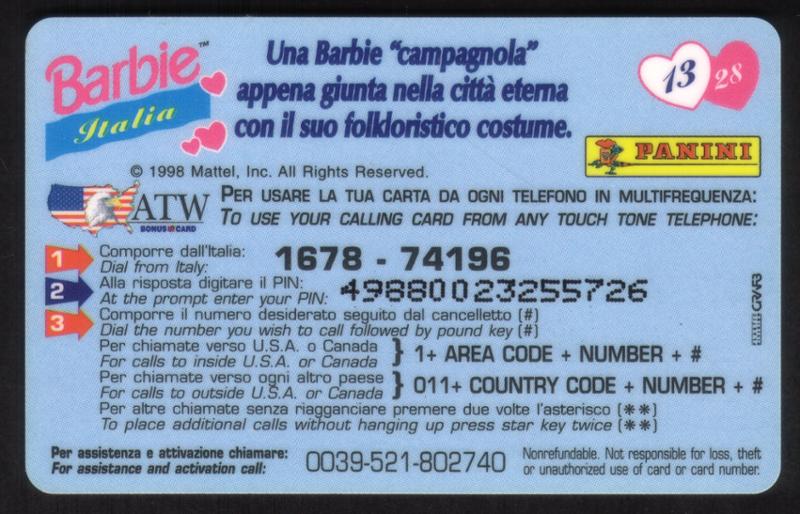 Barbie™
Italia
Una Barbie “campagnola”
appena giunta nella città eterna
con il suo folkloristico costume.
13 28
PANINI
© 1998 Mattel, Inc. All Rights Reserved.
ATW
BONUS CARD
PER USARE LA TUA CARTA DA OGNI TELEFONO IN MULTIFREQUENZA:
TO USE YOUR CALLING CARD FROM ANY TOUCH TONE TELEPHONE:
1 Comporre dall'Italia:
Dial from Italy:
1678 - 74196
2 Alla risposta digitare il PIN:
At the prompt enter your PIN:
49880023255726
3 Comporre il numero desiderato seguito dal cancelletto (#)
Dial the number you wish to call followed by pound key (#)
Per chiamate verso U.S.A. o Canada
For calls to inside U.S.A. or Canada
} 1+ AREA CODE + NUMBER + #
Per chiamate verso ogni altro paese
For calls to outside U.S.A. or Canada
} 011+ COUNTRY CODE + NUMBER + #
Per altre chiamate senza riagganciare premere due volte l'asterisco (**)
To place additional calls without hanging up press star key twice (**)
Per assistenza e attivazione chiamare:
For assistance and activation call:
0039-521-802740
Nonrefundable. Not responsible for loss, theft
or unauthorized use of card or card number.